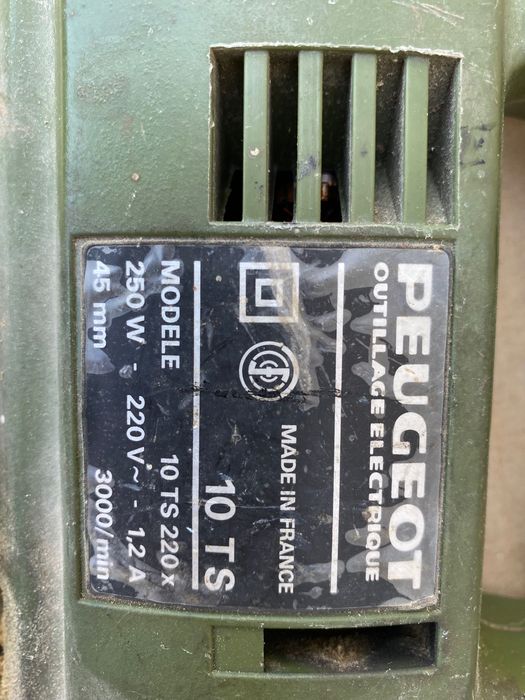 PEUGEOT
OUTILLAGE ELECTRIQUE
MADE IN FRANCE
10 TS
MODELE 10 TS 220 x
250 W - 220 V ~ - 1,2 A
45 mm 3000/min